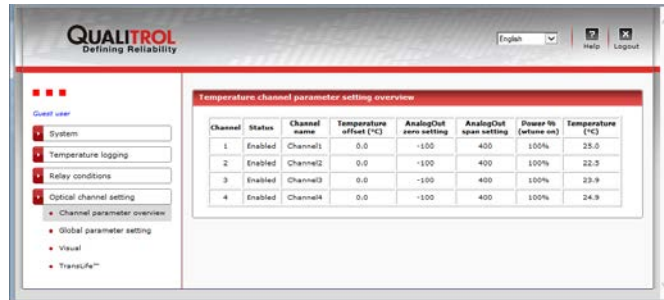 QUALITROL
Defining Reliability
English
Help
Logout
Guest user
System
Temperature logging
Relay conditions
Optical channel setting
Channel parameter overview
Global parameter setting
Visual
TransLife™
Temperature channel parameter setting overview
Channel Status Channel name Temperature offset (°C) AnalogOut zero setting AnalogOut span setting Power % (wtune on) Temperature (°C)
1 Enabled Channel1 0.0 -100 400 100% 25.0
2 Enabled Channel2 0.0 -100 400 100% 22.5
3 Enabled Channel3 0.0 -100 400 100% 23.9
4 Enabled Channel4 0.0 -100 400 100% 24.9